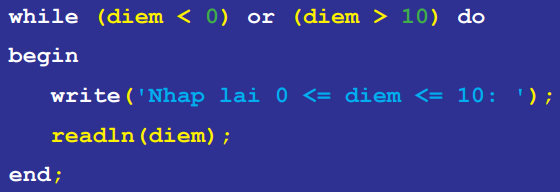 while (diem < 0) or (diem > 10) do
begin
write('Nhap lai 0 <= diem <= 10: ');
readln(diem);
end;